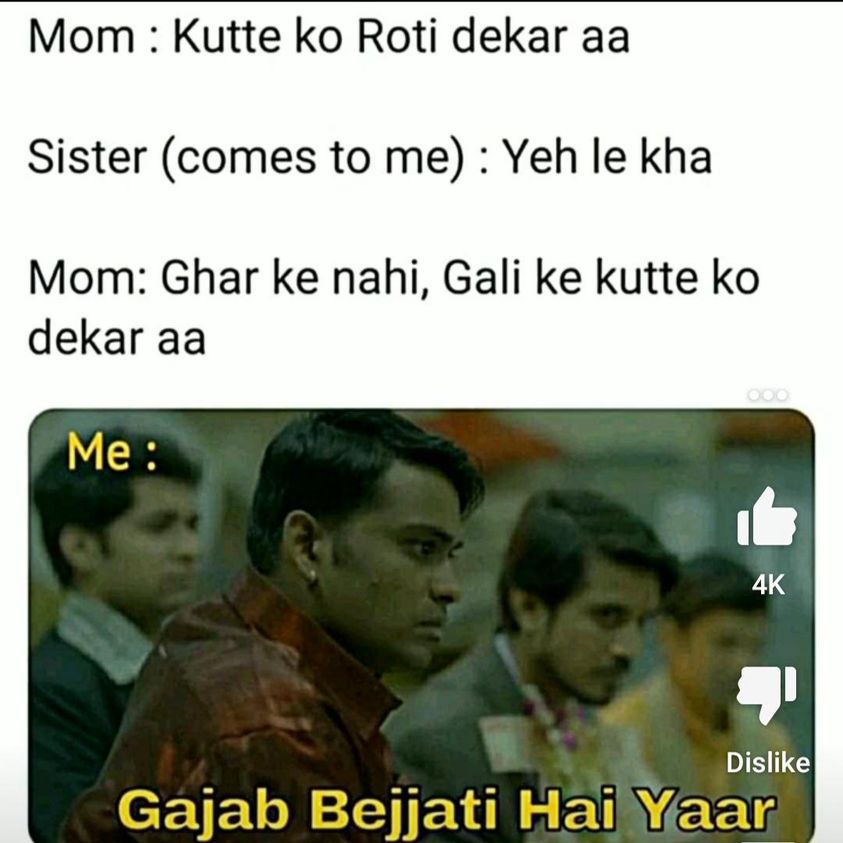 Mom : Kutte ko Roti dekar aa
Sister (comes to me) : Yeh le kha
Mom: Ghar ke nahi, Gali ke kutte ko
dekar aa
Me :
4K
Dislike
Gajab Bejjati Hai Yaar